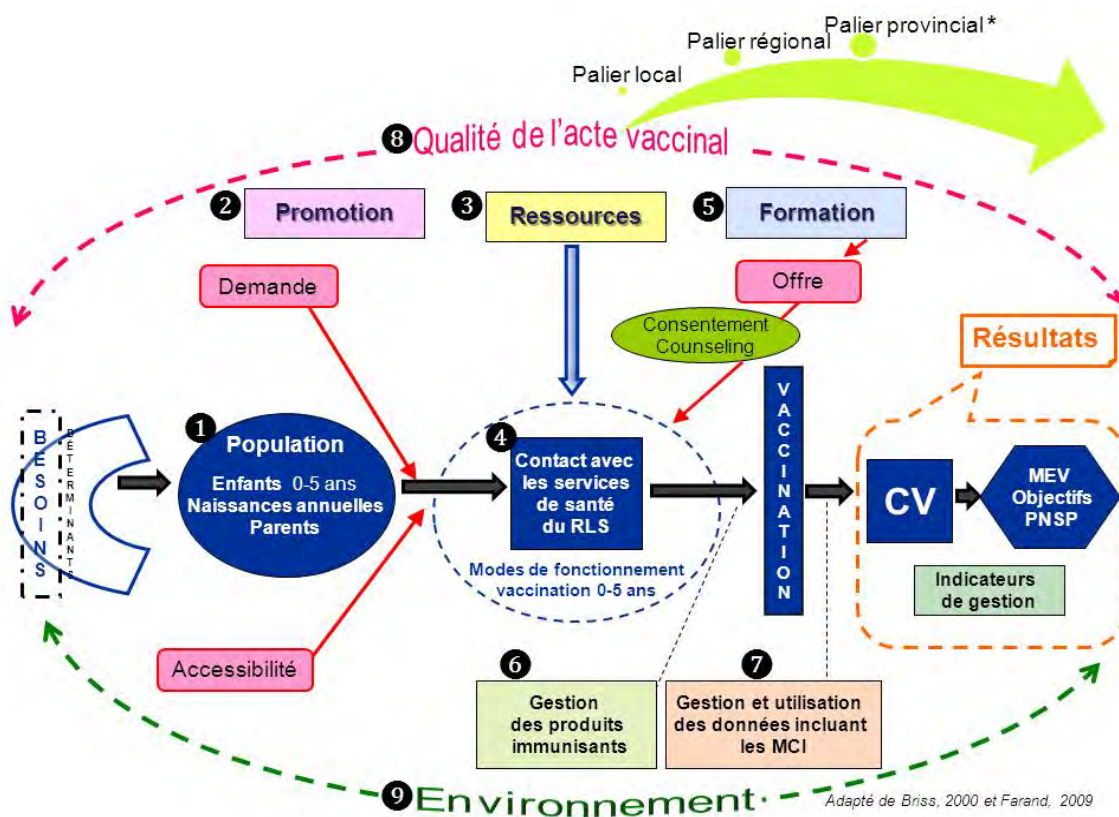 Palier local
Palier régional
Palier provincial *
8 Qualité de l'acte vaccinal
2 Promotion
3 Ressources
5 Formation
Demande
Offre
Consentement
Counseling
Résultats
BESOINS
DÉTERMINANTS
1 Population
Enfants 0-5 ans
Naissances annuelles
Parents
4 Contact avec
les services
de santé
du RLS
Modes de fonctionnement
vaccination 0-5 ans
VACCINATION
CV
MEV
Objectifs
PNSP
Indicateurs
de gestion
Accessibilité
6
Gestion
des produits
immunisants
7
Gestion et utilisation
des données incluant
les MCI
9 Environnement
Adapté de Briss, 2000 et Farand, 2009